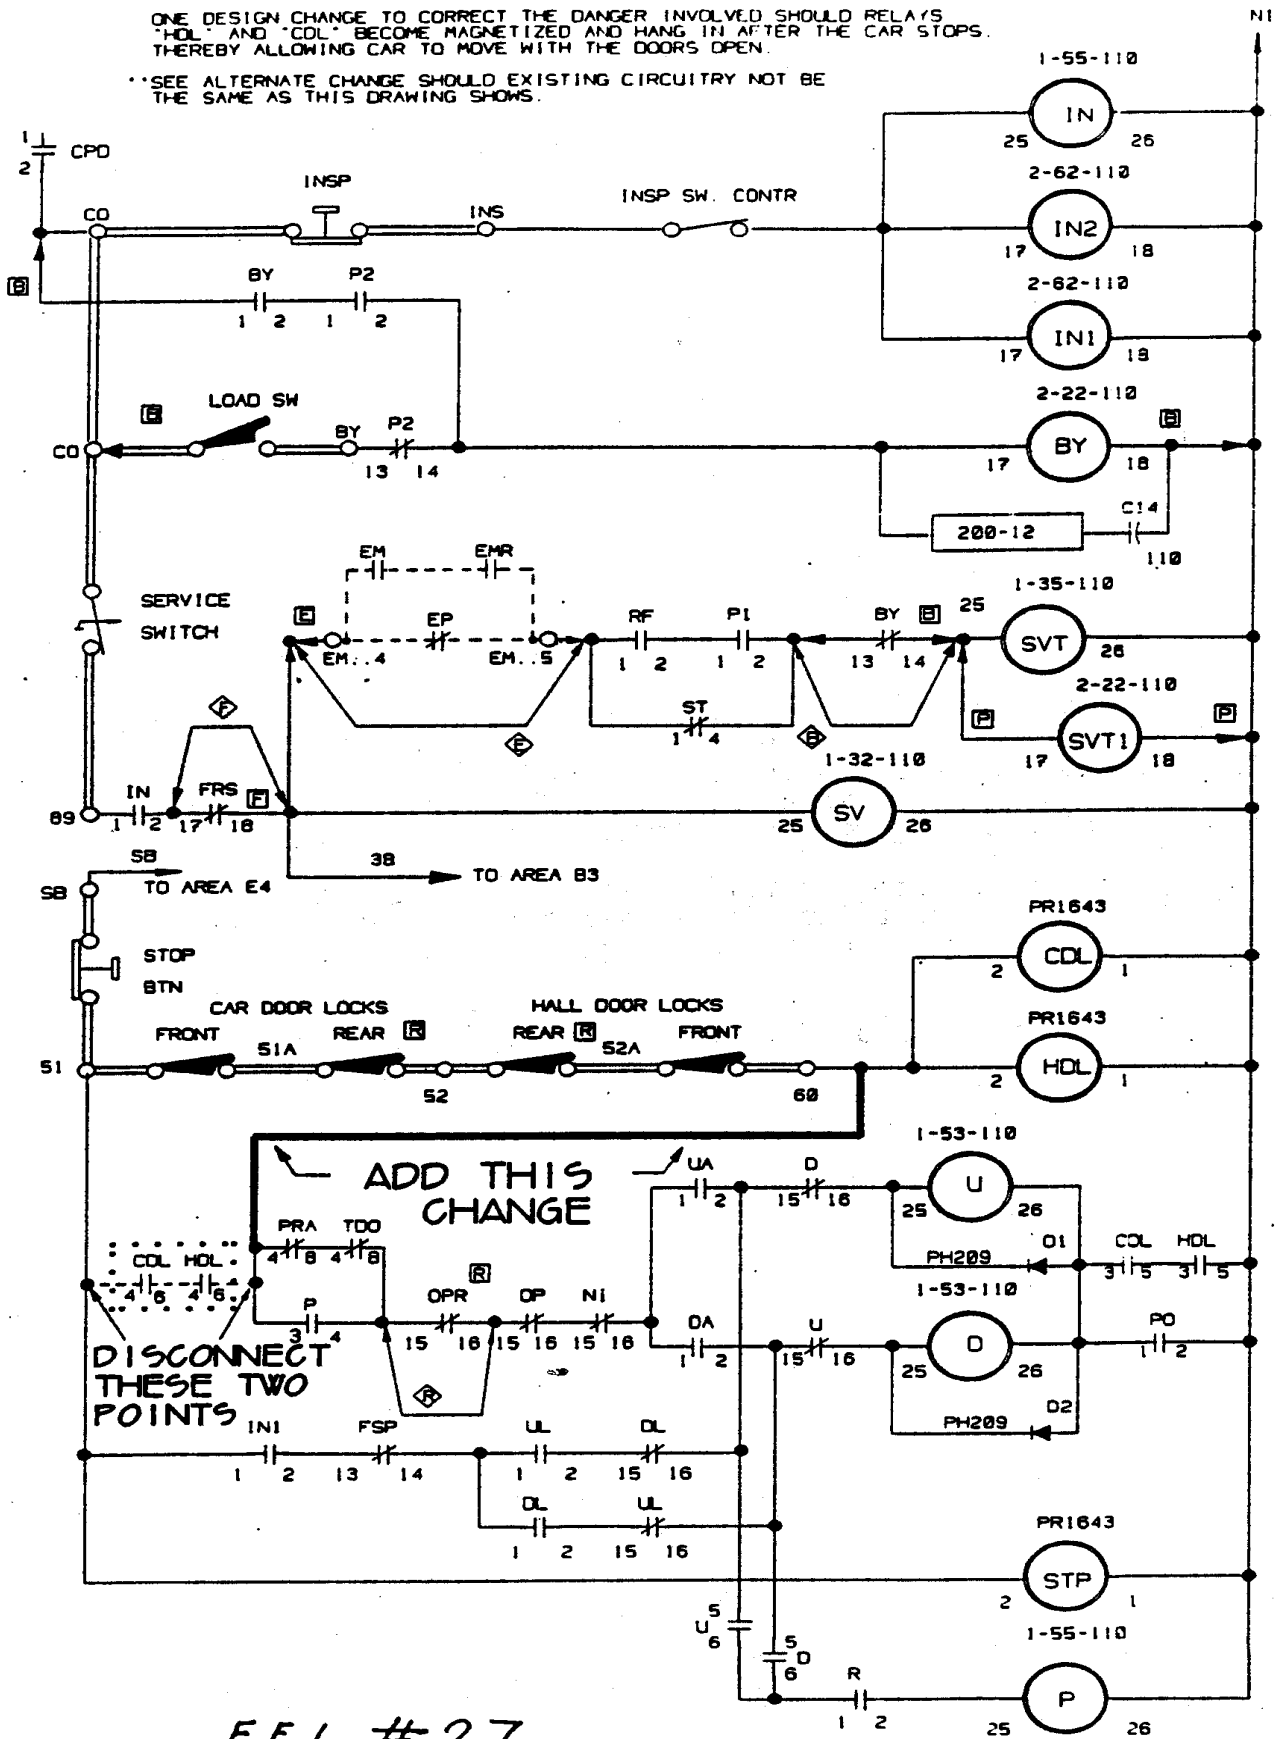 ONE DESIGN CHANGE TO CORRECT THE DANGER INVOLVED SHOULD RELAYS
"HDL" AND "CDL" BECOME MAGNETIZED AND HANG IN AFTER THE CAR STOPS.
THEREBY ALLOWING CAR TO MOVE WITH THE DOORS OPEN.
**SEE ALTERNATE CHANGE SHOULD EXISTING CIRCUITRY NOT BE
THE SAME AS THIS DRAWING SHOWS.
N1
1-55-110
IN
25 26
1 CPD
2
INSP
INSP SW. CONTR
2-62-110
CO INS
IN2
17 18
B
BY P2
1 2 1 2
2-62-110
IN1
17 18
LOAD SW
2-22-110
B BY P2 B
CO
13 14 17 BY 18
C14
200-12
110
EM EMR
1-35-110
SERVICE
SWITCH
E EP RF P1 BY B 25
SVT
EM..4 EM..5 1 2 1 2 13 14 26
2-22-110
F ST P P
1 4 SVT1
E B 17 18
1-32-110
IN FRS F
89 SV
1 2 17 18 25 26
SB 38
TO AREA E4 TO AREA B3
SB
PR1643
STOP
BTN
CDL
2 1
CAR DOOR LOCKS HALL DOOR LOCKS
PR1643
FRONT 51A REAR R REAR R 52A FRONT
51 HDL
52 60 2 1
1-53-110
ADD THIS
CHANGE
UA D
1 2 15 16 25 U 26
PRA TDO
4 8 4 8
CDL HDL
4 6 4 6
R
PH209 D1 CDL HDL
3 5 3 5
1-53-110
P OPR OP NI
3 4 15 16 15 16 15 16
DA U PO
1 2 15 16 25 D 26 1 2
DISCONNECT
THESE TWO
POINTS
R
PH209 D2
IN1 FSP UL DL
1 2 13 14 1 2 15 16
DL UL
1 2 15 16
PR1643
STP
2 1
U 5
6
5 D
6
1-55-110
R
1 2 25 P 26
EEL #27